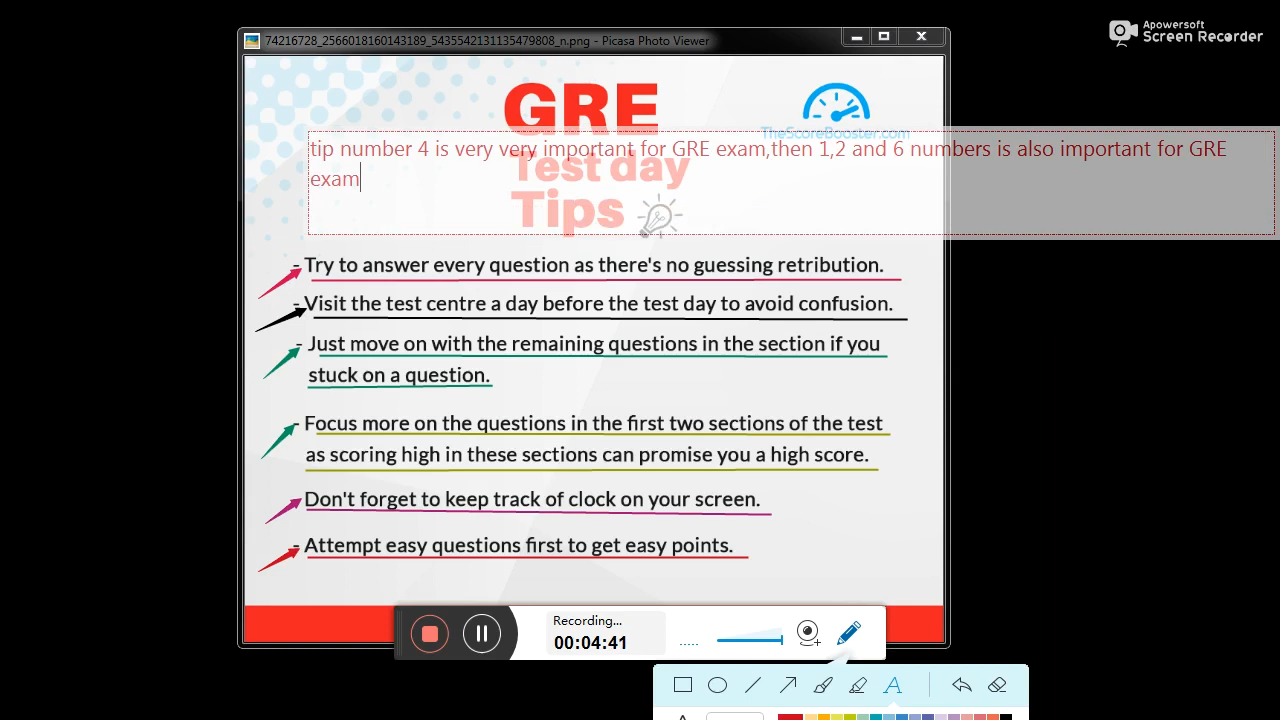 Apowersoft
Screen Recorder
74216728_2566018160143189_5435542131135479808_n.png - Picasa Photo Viewer
GRE
TheScoreBooster.com
tip number 4 is very very important for GRE exam,then 1,2 and 6 numbers is also important for GRE
exam
Test day
Tips
- Try to answer every question as there's no guessing retribution.
- Visit the test centre a day before the test day to avoid confusion.
- Just move on with the remaining questions in the section if you
stuck on a question.
- Focus more on the questions in the first two sections of the test
as scoring high in these sections can promise you a high score.
- Don't forget to keep track of clock on your screen.
- Attempt easy questions first to get easy points.
Recording...
00:04:41
A